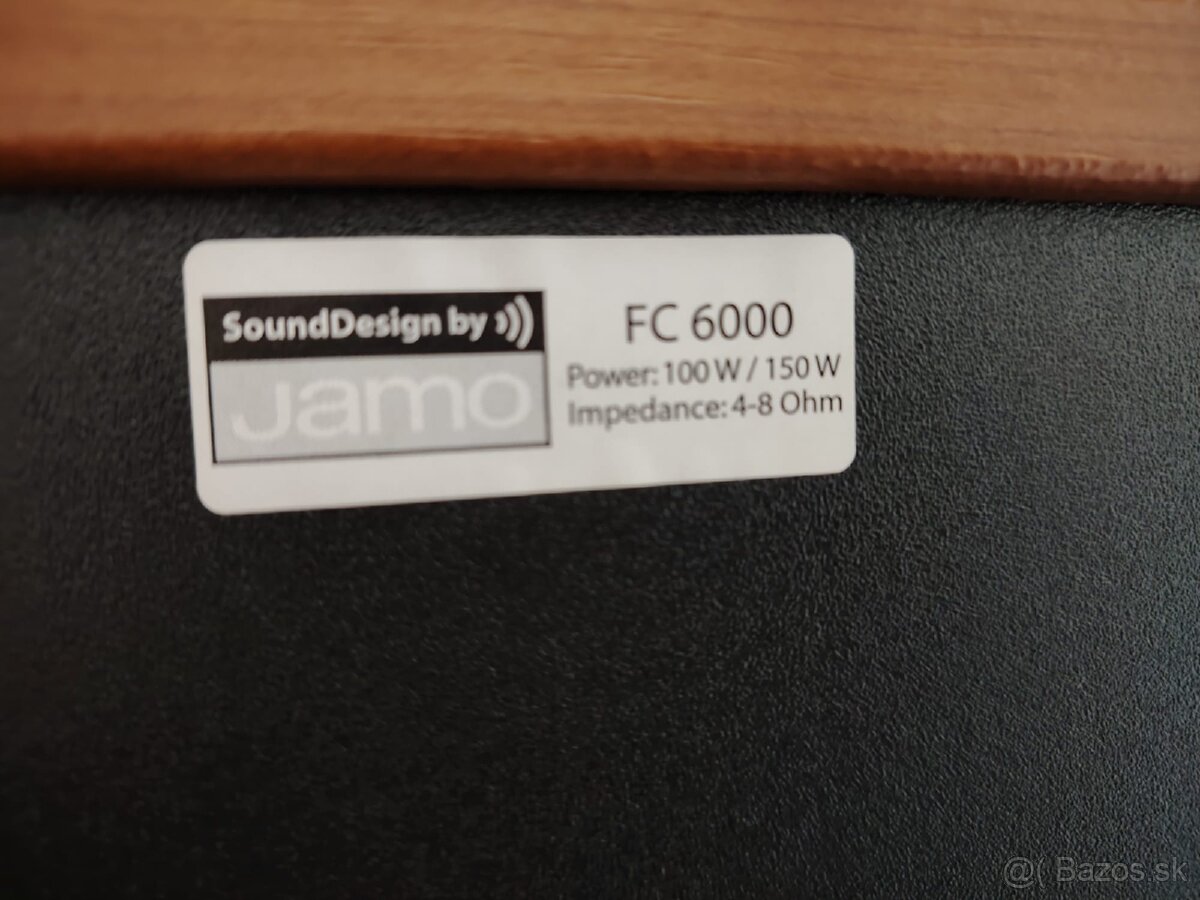 SoundDesign by
Jamo
FC 6000
Power: 100 W / 150 W
Impedance: 4-8 Ohm
@( Bazos.sk